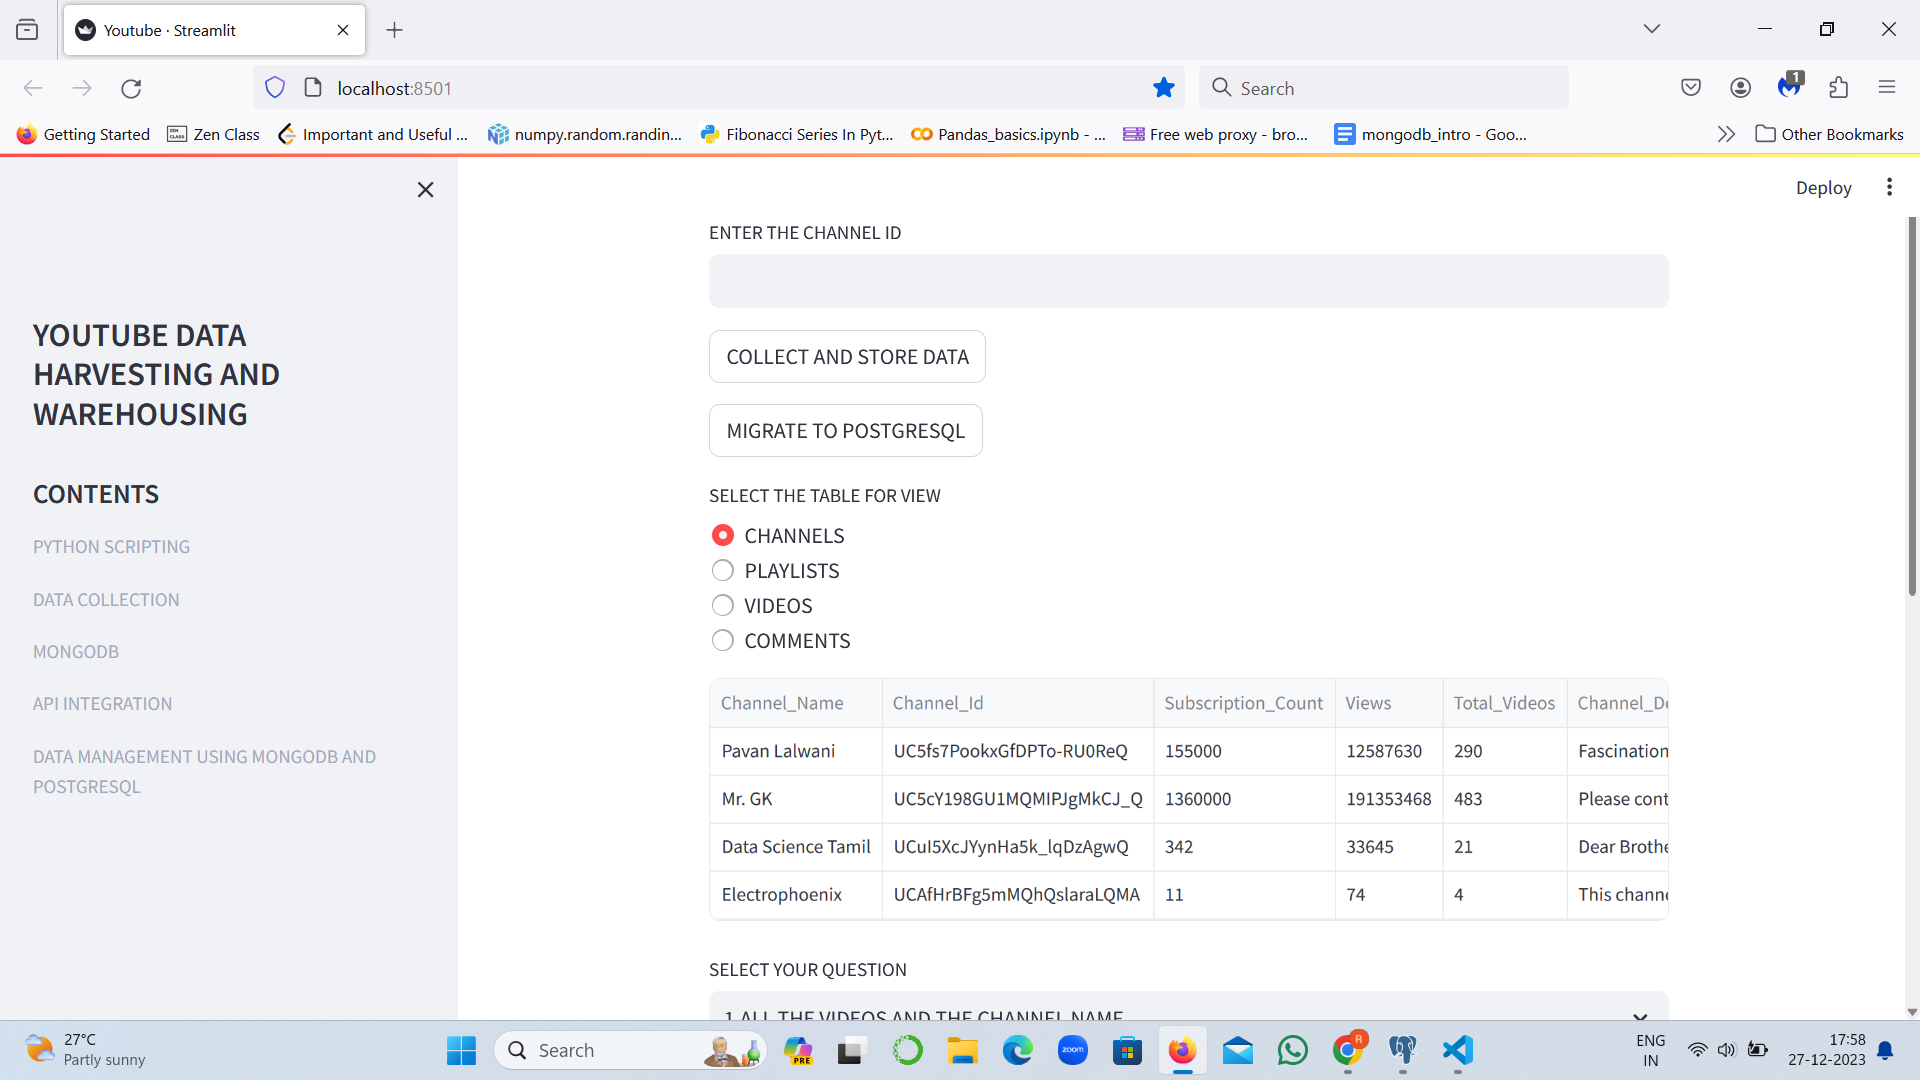 Youtube · Streamlit
localhost:8501
Search
1
Getting Started
Zen Class
Important and Useful ...
numpy.random.randin...
Fibonacci Series In Pyt...
Pandas_basics.ipynb - ...
Free web proxy - bro...
mongodb_intro - Goo...
Other Bookmarks
Deploy
YOUTUBE DATA
HARVESTING AND
WAREHOUSING
CONTENTS
PYTHON SCRIPTING
DATA COLLECTION
MONGODB
API INTEGRATION
DATA MANAGEMENT USING MONGODB AND
POSTGRESQL
ENTER THE CHANNEL ID
COLLECT AND STORE DATA
MIGRATE TO POSTGRESQL
SELECT THE TABLE FOR VIEW
CHANNELS
PLAYLISTS
VIDEOS
COMMENTS
Channel_Name Channel_Id Subscription_Count Views Total_Videos Channel_De
Pavan Lalwani UC5fs7PookxGfDPTo-RU0ReQ 155000 12587630 290 Fascination
Mr. GK UC5cY198GU1MQMIPJgMkCJ_Q 1360000 191353468 483 Please cont
Data Science Tamil UCuI5XcJYynHa5k_lqDzAgwQ 342 33645 21 Dear Brothe
Electrophoenix UCAfHrBFg5mMQhQslaraLQMA 11 74 4 This channe
SELECT YOUR QUESTION
1.ALL THE VIDEOS AND THE CHANNEL NAME
27°C
Partly sunny
Search
PRE
zoom
R
ENG
IN
17:58
27-12-2023